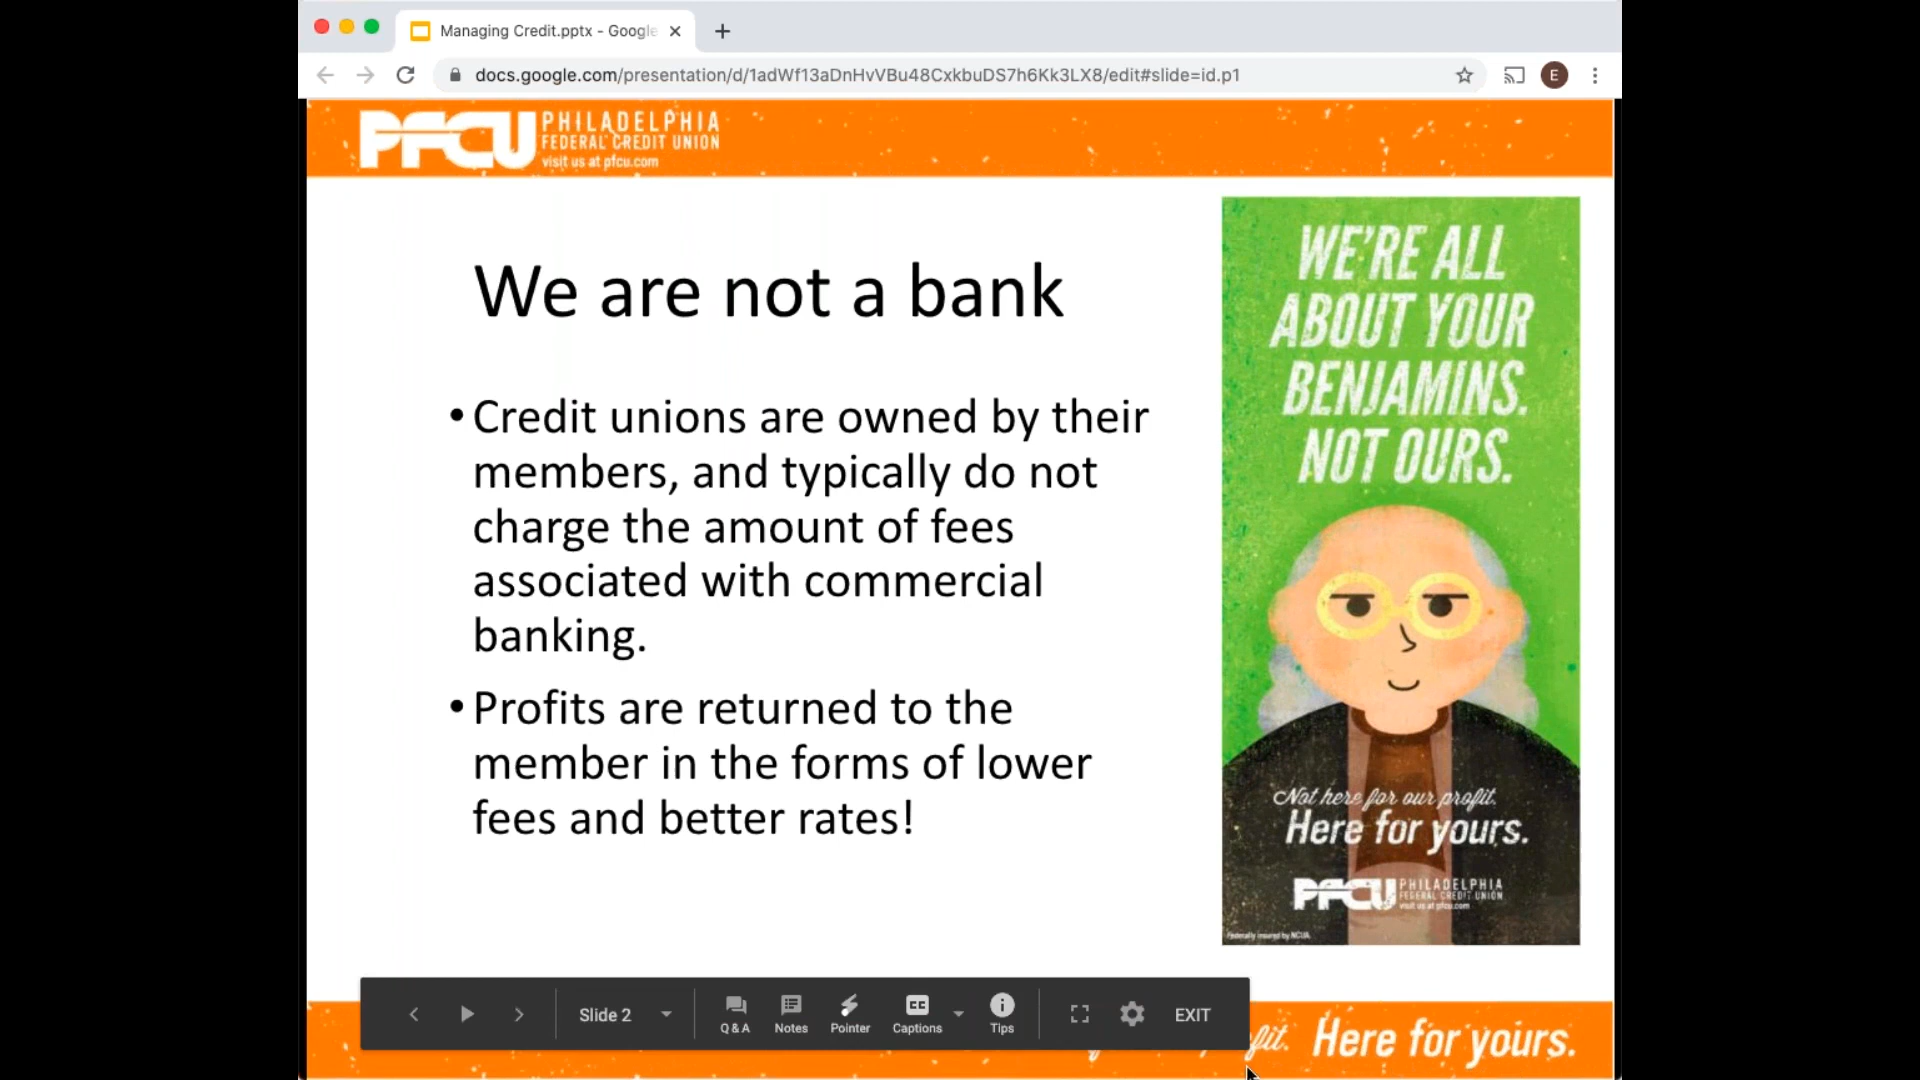 Managing Credit.pptx - Google
docs.google.com/presentation/d/1adWf13aDnHvVBu48CxkbuDS7h6Kk3LX8/edit#slide=id.p1
E
PFCU
PHILADELPHIA
FEDERAL CREDIT UNION
visit us at pfcu.com
We are not a bank
• Credit unions are owned by their
members, and typically do not
charge the amount of fees
associated with commercial
banking.
• Profits are returned to the
member in the forms of lower
fees and better rates!
WE'RE ALL
ABOUT YOUR
BENJAMINS.
NOT OURS.
Not here for our profit.
Here for yours.
PFCU
PHILADELPHIA
FEDERAL CREDIT UNION
visit us at pfcu.com
Federally insured by NCUA.
Slide 2
Q & A
Notes
Pointer
CC
Captions
Tips
EXIT
Here for yours.